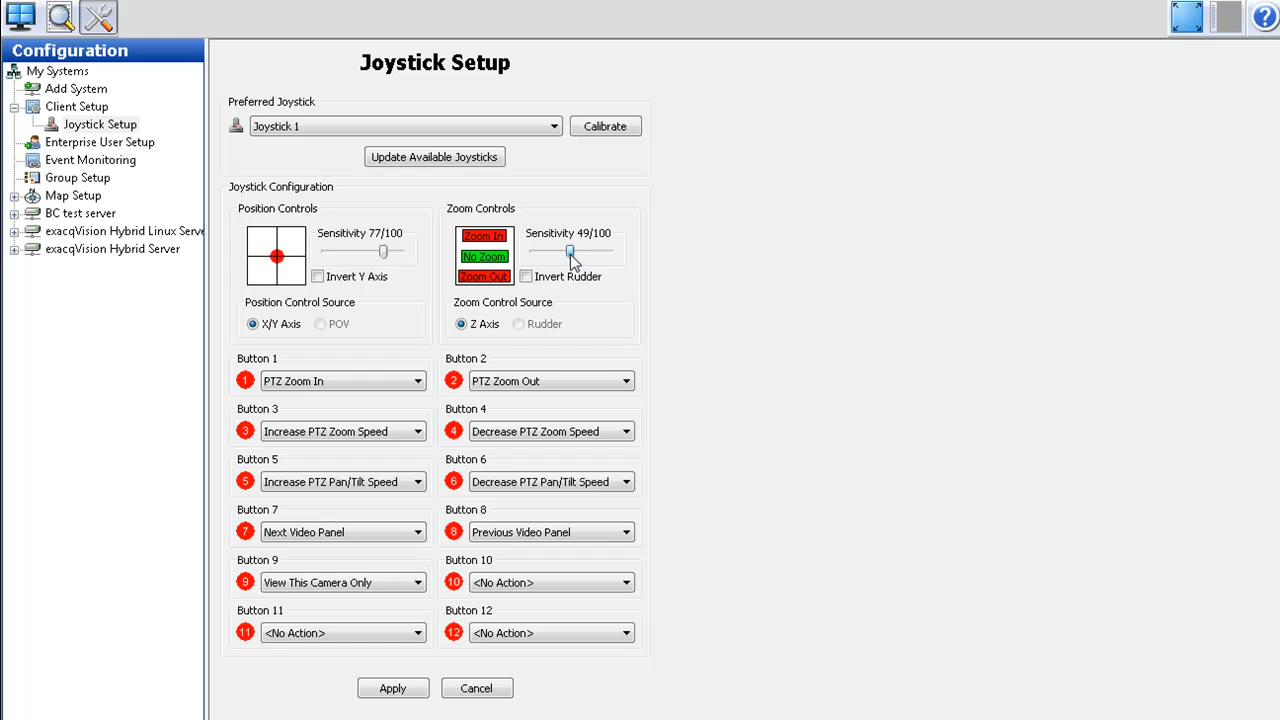 Configuration
My Systems
Add System
Client Setup
Joystick Setup
Enterprise User Setup
Event Monitoring
Group Setup
Map Setup
BC test server
exacqVision Hybrid Linux Serve
exacqVision Hybrid Server
Joystick Setup
Preferred Joystick
Joystick 1
Calibrate
Update Available Joysticks
Joystick Configuration
Position Controls
Sensitivity 77/100
Invert Y Axis
Position Control Source
X/Y Axis
POV
Zoom Controls
Zoom In
No Zoom
Zoom Out
Sensitivity 49/100
Invert Rudder
Zoom Control Source
Z Axis
Rudder
Button 1
1 PTZ Zoom In
Button 2
2 PTZ Zoom Out
Button 3
3 Increase PTZ Zoom Speed
Button 4
4 Decrease PTZ Zoom Speed
Button 5
5 Increase PTZ Pan/Tilt Speed
Button 6
6 Decrease PTZ Pan/Tilt Speed
Button 7
7 Next Video Panel
Button 8
8 Previous Video Panel
Button 9
9 View This Camera Only
Button 10
10 <No Action>
Button 11
11 <No Action>
Button 12
12 <No Action>
Apply
Cancel